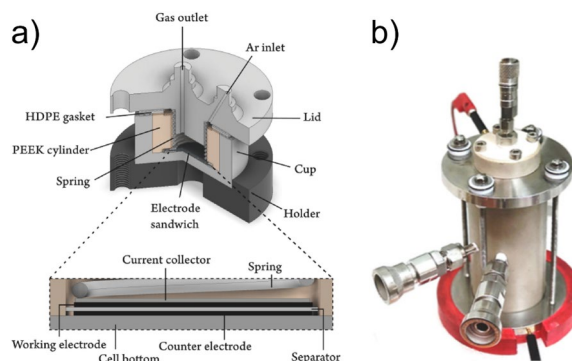 a)
b)
Gas outlet
Ar inlet
HDPE gasket
PEEK cylinder
Spring
Lid
Cup
Electrode
sandwich
Holder
Current collector
Spring
Working electrode
Counter electrode
Separator
Cell bottom